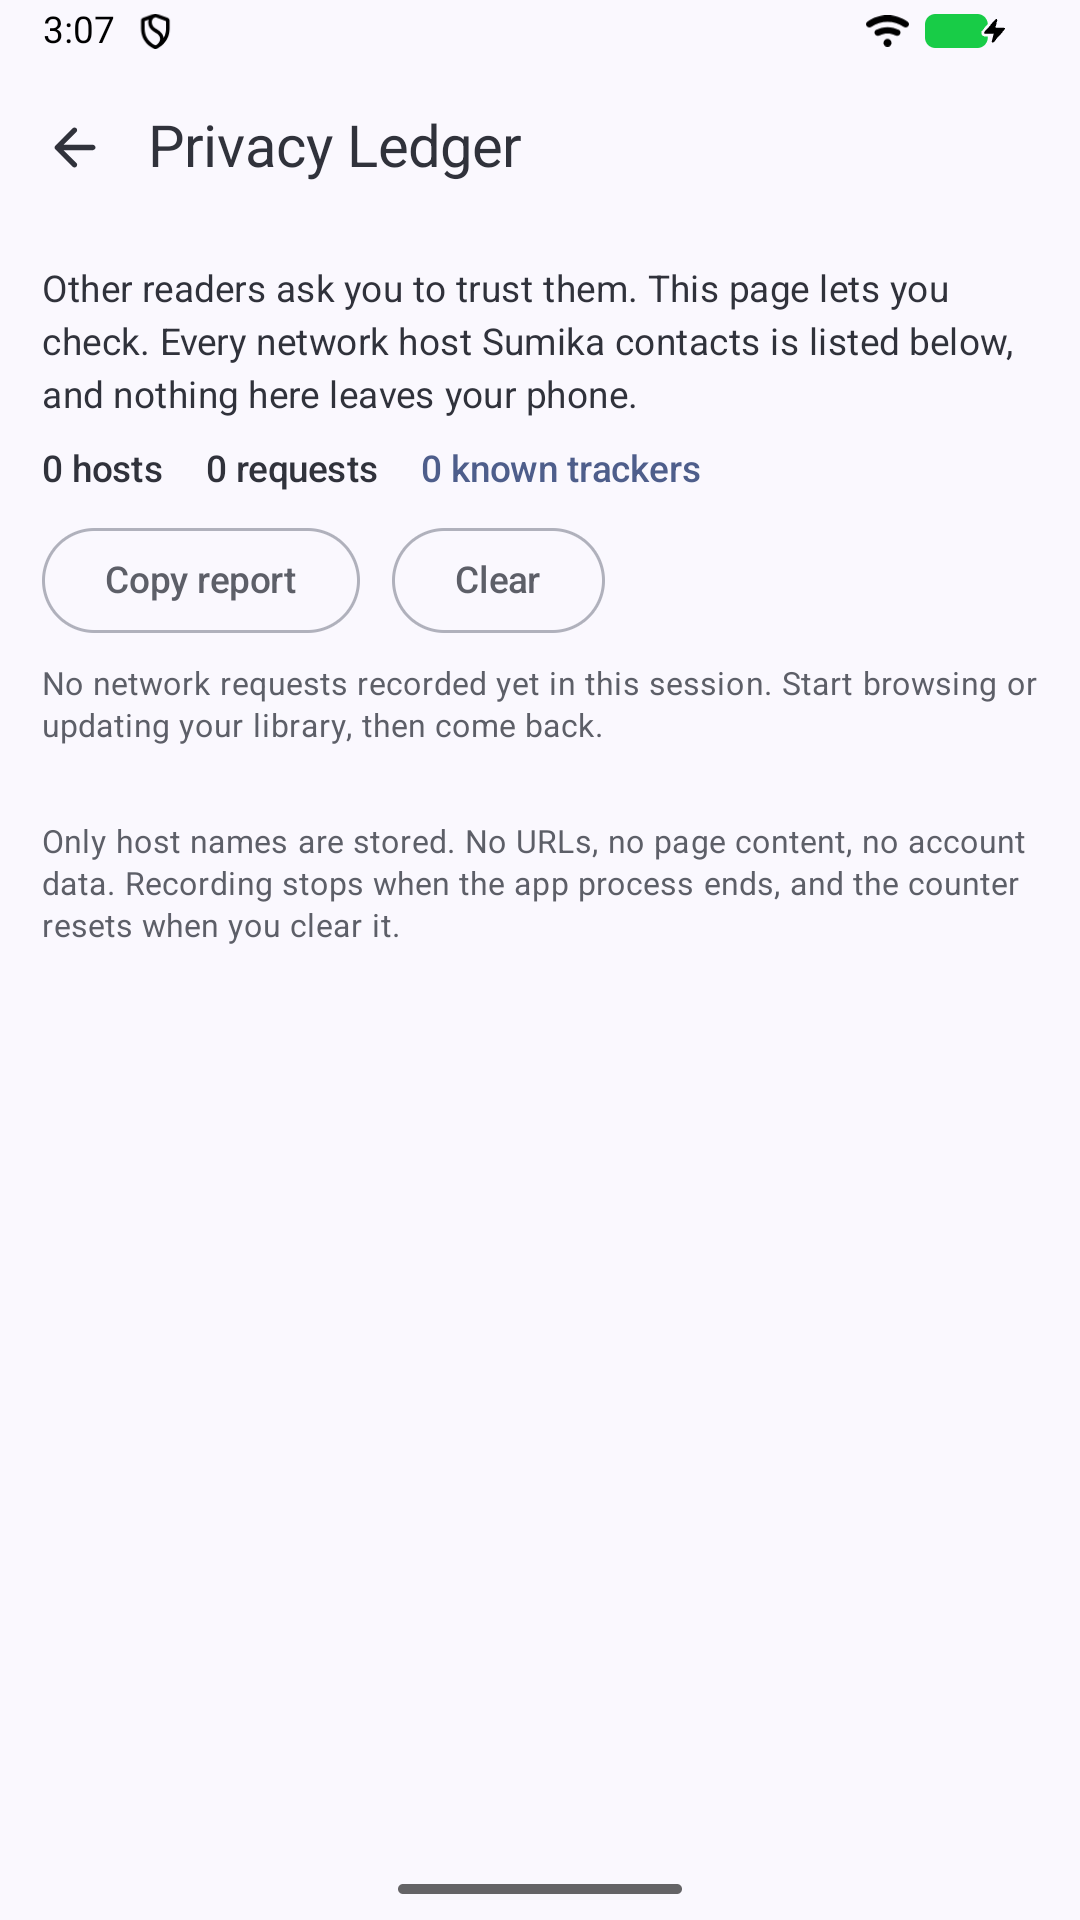 3:07
Privacy Ledger
Other readers ask you to trust them. This page lets you
check. Every network host Sumika contacts is listed below,
and nothing here leaves your phone.
0 hosts 0 requests 0 known trackers
Copy report Clear
No network requests recorded yet in this session. Start browsing or
updating your library, then come back.
Only host names are stored. No URLs, no page content, no account
data. Recording stops when the app process ends, and the counter
resets when you clear it.